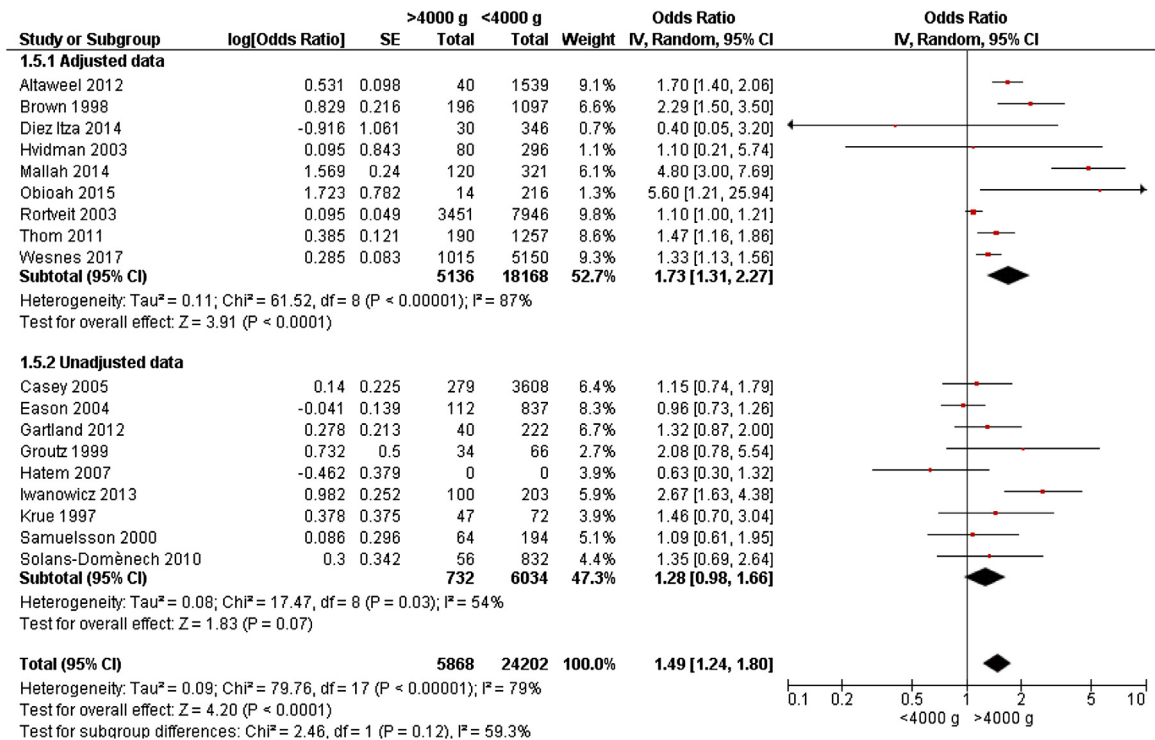 >4000 g <4000 g Odds Ratio Odds Ratio
Study or Subgroup log[Odds Ratio] SE Total Total Weight IV, Random, 95% CI IV, Random, 95% CI
1.5.1 Adjusted data
Altaweel 2012 0.531 0.098 40 1539 9.1% 1.70 [1.40, 2.06]
Brown 1998 0.829 0.216 196 1097 6.6% 2.29 [1.50, 3.50]
Diez Itza 2014 -0.916 1.061 30 346 0.7% 0.40 [0.05, 3.20]
Hvidman 2003 0.095 0.843 80 296 1.1% 1.10 [0.21, 5.74]
Mallah 2014 1.569 0.24 120 321 6.1% 4.80 [3.00, 7.69]
Obioah 2015 1.723 0.782 14 216 1.3% 5.60 [1.21, 25.94]
Rortveit 2003 0.095 0.049 3451 7946 9.8% 1.10 [1.00, 1.21]
Thom 2011 0.385 0.121 190 1257 8.6% 1.47 [1.16, 1.86]
Wesnes 2017 0.285 0.083 1015 5150 9.3% 1.33 [1.13, 1.56]
Subtotal (95% CI) 5136 18168 52.7% 1.73 [1.31, 2.27]
Heterogeneity: Tau² = 0.11; Chi² = 61.52, df = 8 (P < 0.00001); I² = 87%
Test for overall effect: Z = 3.91 (P < 0.0001)
1.5.2 Unadjusted data
Casey 2005 0.14 0.225 279 3608 6.4% 1.15 [0.74, 1.79]
Eason 2004 -0.041 0.139 112 837 8.3% 0.96 [0.73, 1.26]
Gartland 2012 0.278 0.213 40 222 6.7% 1.32 [0.87, 2.00]
Groutz 1999 0.732 0.5 34 66 2.7% 2.08 [0.78, 5.54]
Hatem 2007 -0.462 0.379 0 0 3.9% 0.63 [0.30, 1.32]
Iwanowicz 2013 0.982 0.252 100 203 5.9% 2.67 [1.63, 4.38]
Krue 1997 0.378 0.375 47 72 3.9% 1.46 [0.70, 3.04]
Samuelsson 2000 0.086 0.296 64 194 5.1% 1.09 [0.61, 1.95]
Solans-Domènech 2010 0.3 0.342 56 832 4.4% 1.35 [0.69, 2.64]
Subtotal (95% CI) 732 6034 47.3% 1.28 [0.98, 1.66]
Heterogeneity: Tau² = 0.08; Chi² = 17.47, df = 8 (P = 0.03); I² = 54%
Test for overall effect: Z = 1.83 (P = 0.07)
Total (95% CI) 5868 24202 100.0% 1.49 [1.24, 1.80]
Heterogeneity: Tau² = 0.09; Chi² = 79.76, df = 17 (P < 0.00001); I² = 79%
Test for overall effect: Z = 4.20 (P < 0.0001)
Test for subgroup differences: Chi² = 2.46, df = 1 (P = 0.12), I² = 59.3%
0.1 0.2 0.5 1 2 5 10
<4000 g >4000 g